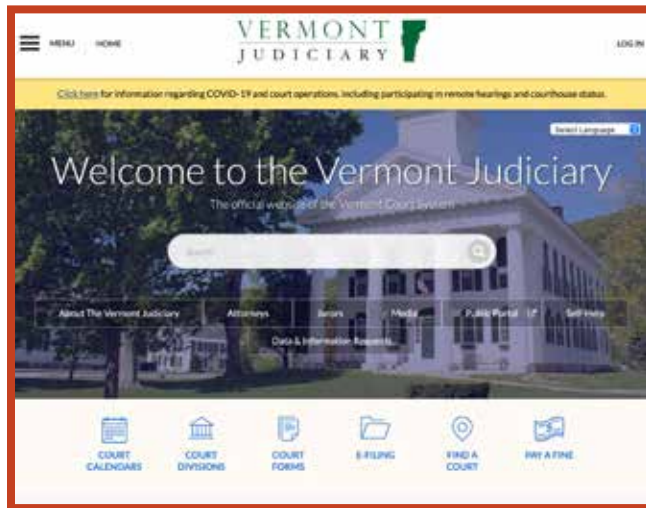 MENU HOME
VERMONT
JUDICIARY
LOG IN
Click here for information regarding COVID-19 and court operations, including participating in remote hearings and courthouse status.
Select Language
Welcome to the Vermont Judiciary
The official website of the Vermont Court System
Search
About The Vermont Judiciary Attorneys Jurors Media Public Portal Self-Help
Data & Information Requests
COURT CALENDARS
COURT DIVISIONS
COURT FORMS
E-FILING
FIND A COURT
PAY A FINE